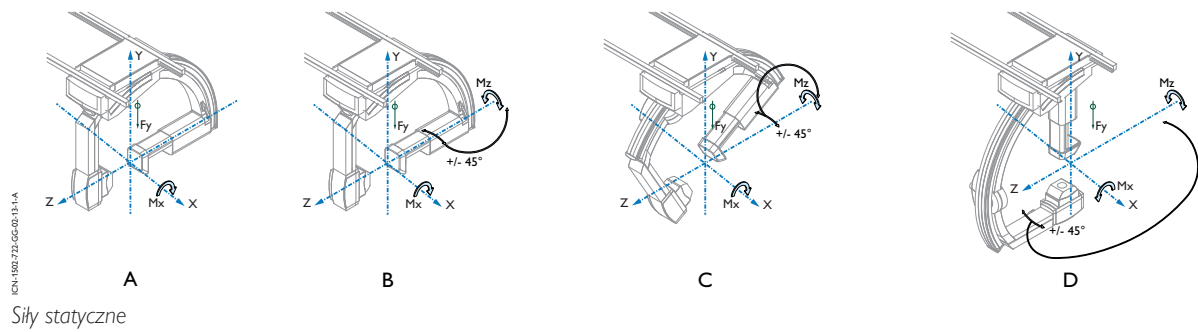 Y
Fy
Z
Mx
X
A
Y
Mz
Fy
+/- 45°
Z
Mx
X
B
Y
Mz
Fy
+/- 45°
Z
Mx
X
C
Y
Mz
Fy
Z
Mx
X
+/- 45°
D
ICN-1502-722-GG-02-13-1-A
Siły statyczne